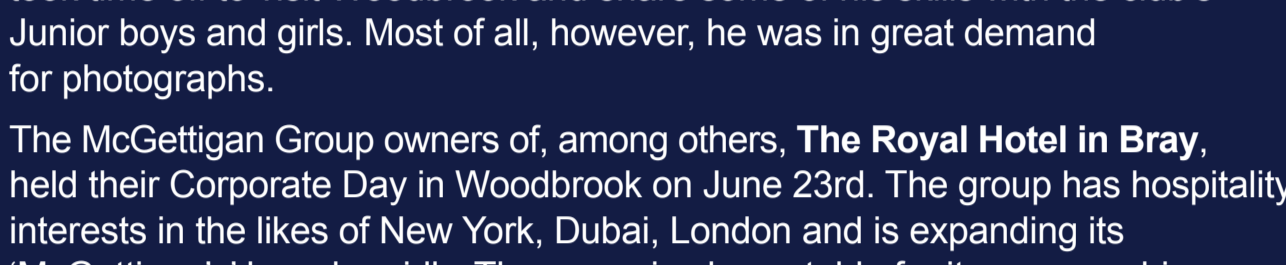 Junior boys and girls. Most of all, however, he was in great demand
for photographs.
The McGettigan Group owners of, among others, The Royal Hotel in Bray,
held their Corporate Day in Woodbrook on June 23rd. The group has hospitality
interests in the likes of New York, Dubai, London and is expanding its